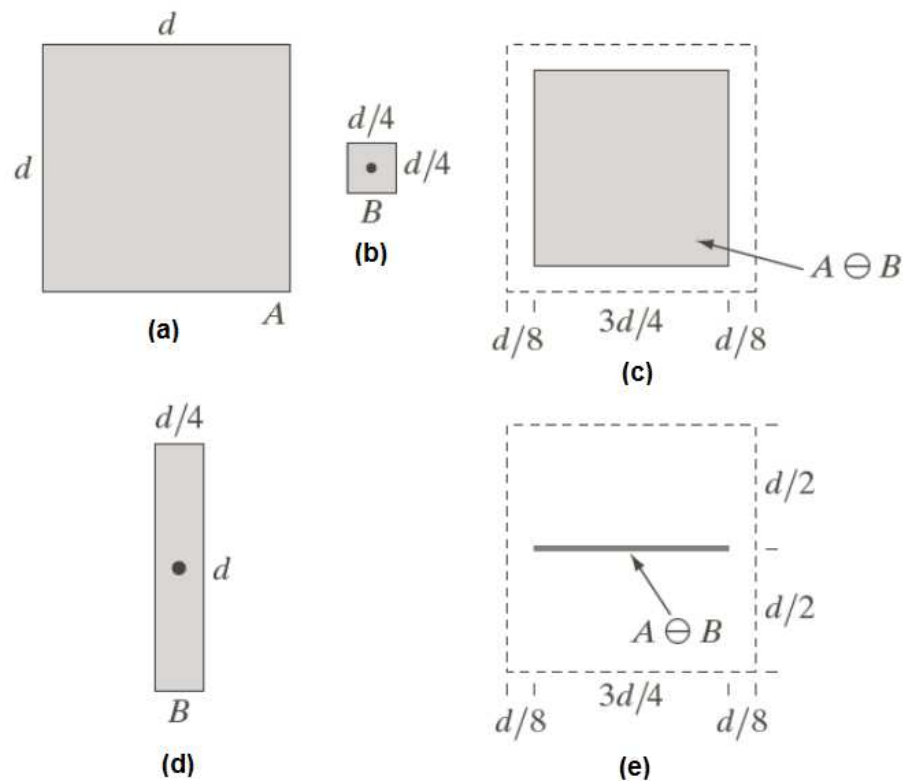 d
d
A
(a)
d/4
d/4
B
(b)
A ⊖ B
d/8
3d/4
d/8
(c)
d/4
d
B
(d)
d/2
d/2
A ⊖ B
d/8
3d/4
d/8
(e)